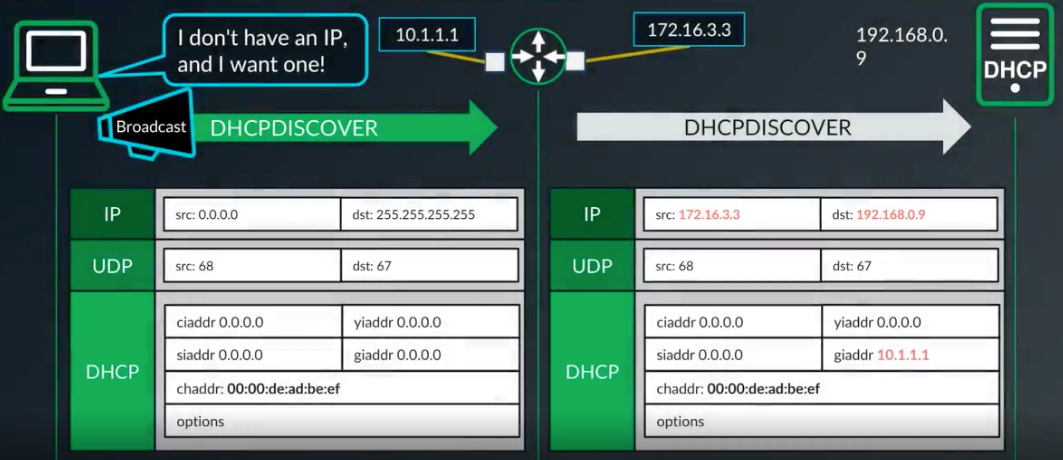 I don't have an IP,
and I want one!
10.1.1.1
172.16.3.3
192.168.0.
9
DHCP
Broadcast
DHCPDISCOVER
DHCPDISCOVER
IP
src: 0.0.0.0
dst: 255.255.255.255
UDP
src: 68
dst: 67
DHCP
ciaddr 0.0.0.0
yiaddr 0.0.0.0
siaddr 0.0.0.0
giaddr 0.0.0.0
chaddr: 00:00:de:ad:be:ef
options
IP
src: 172.16.3.3
dst: 192.168.0.9
UDP
src: 68
dst: 67
DHCP
ciaddr 0.0.0.0
yiaddr 0.0.0.0
siaddr 0.0.0.0
giaddr 10.1.1.1
chaddr: 00:00:de:ad:be:ef
options